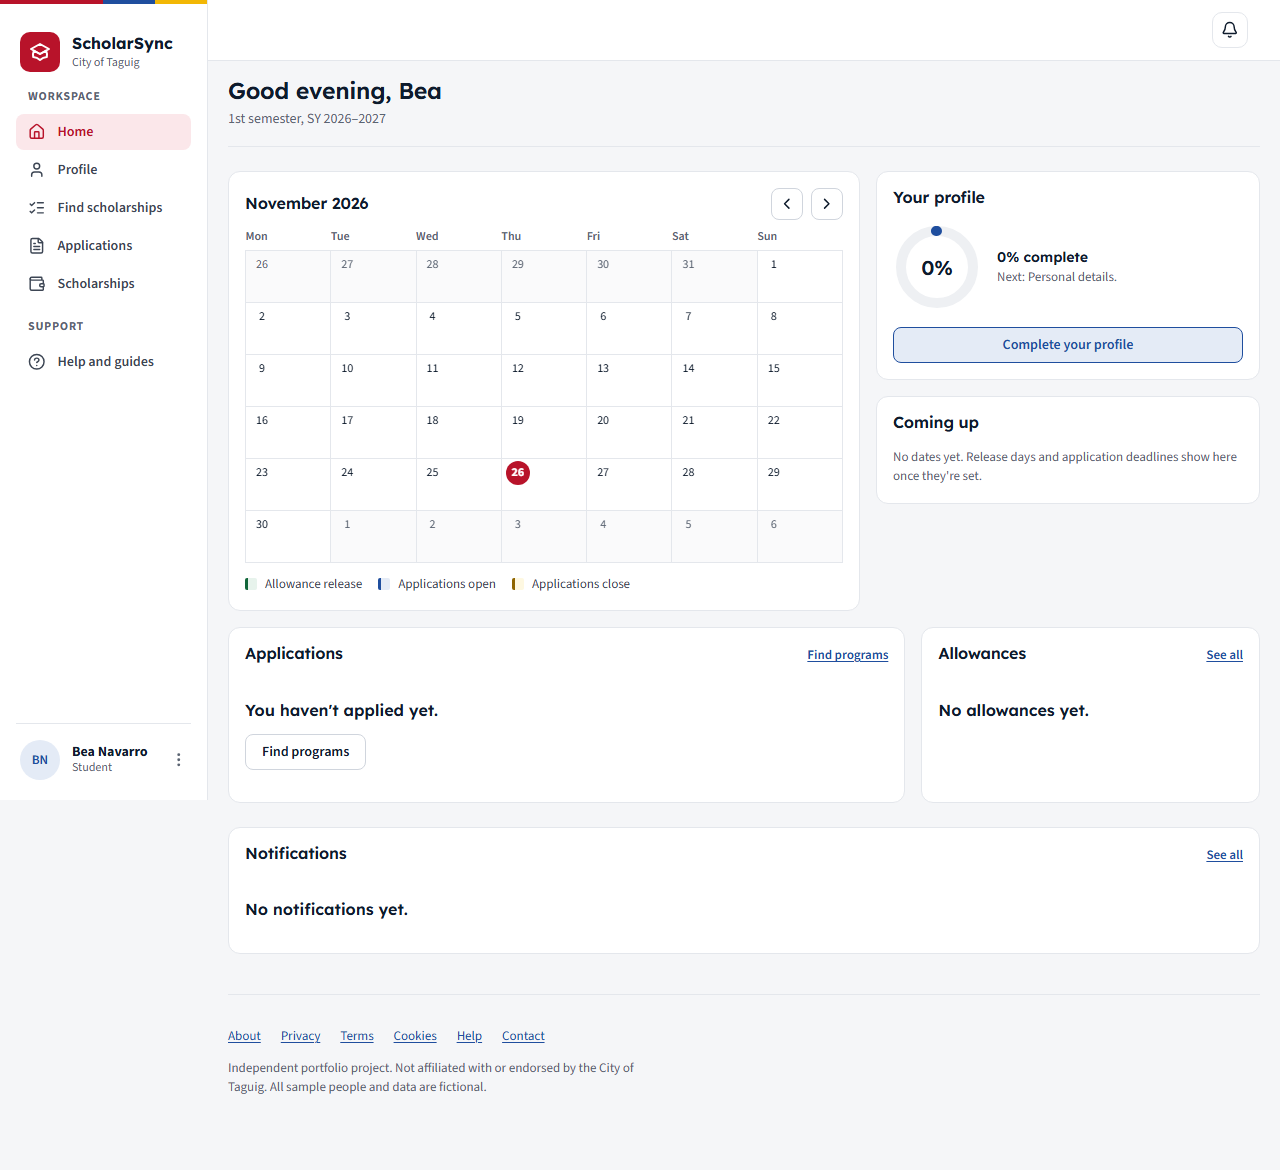 ScholarSync
City of Taguig
WORKSPACE
Home
Profile
Find scholarships
Applications
Scholarships
SUPPORT
Help and guides
BN
Bea Navarro
Student
Good evening, Bea
1st semester, SY 2026–2027
November 2026
Mon Tue Wed Thu Fri Sat Sun
26 27 28 29 30 31 1
2 3 4 5 6 7 8
9 10 11 12 13 14 15
16 17 18 19 20 21 22
23 24 25 26 27 28 29
30 1 2 3 4 5 6
Allowance release Applications open Applications close
Your profile
0%
0% complete
Next: Personal details.
Complete your profile
Coming up
No dates yet. Release days and application deadlines show here
once they're set.
Applications Find programs
You haven't applied yet.
Find programs
Allowances See all
No allowances yet.
Notifications See all
No notifications yet.
About Privacy Terms Cookies Help Contact
Independent portfolio project. Not affiliated with or endorsed by the City of
Taguig. All sample people and data are fictional.